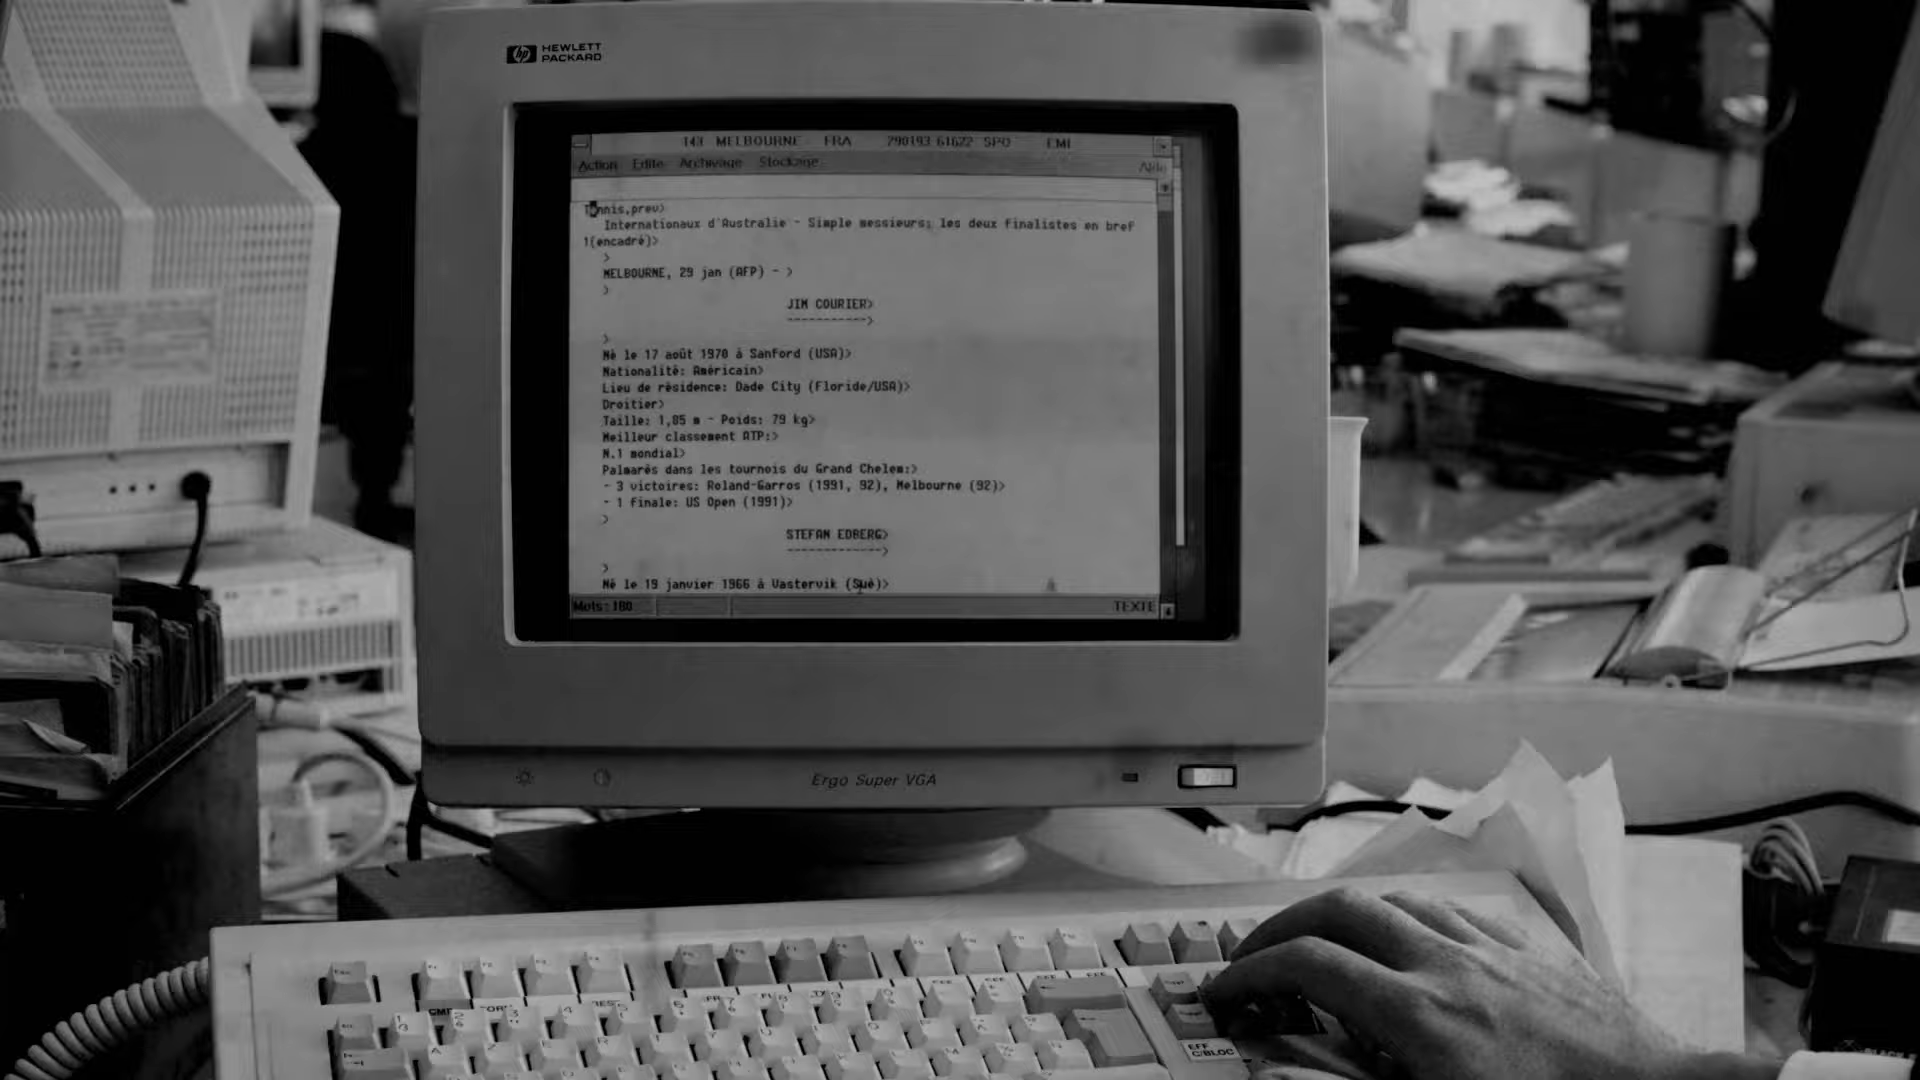 hp HEWLETT
PACKARD
143 MELBOURNE FRA 290193 61622 SPO EMI
Action Edite Archivage Stockage Aide
Tennis,prev>
Internationaux d'Australie - Simple messieurs: les deux finalistes en bref
1(encadré)>
>
MELBOURNE, 29 jan (AFP) - >
>
JIM COURIER>
----------->
>
Né le 17 août 1970 à Sanford (USA)>
Nationalité: Américain>
Lieu de résidence: Dade City (Floride/USA)>
Droitier>
Taille: 1,85 m - Poids: 79 kg>
Meilleur classement ATP:>
N.1 mondial>
Palmarès dans les tournois du Grand Chelem:>
- 3 victoires: Roland-Garros (1991, 92), Melbourne (92)>
- 1 finale: US Open (1991)>
>
STEFAN EDBERG>
------------->
>
Né le 19 janvier 1966 à Vastervik (Suè)>
Mots:180 TEXTE
Ergo Super VGA
EFF
C/BLOC